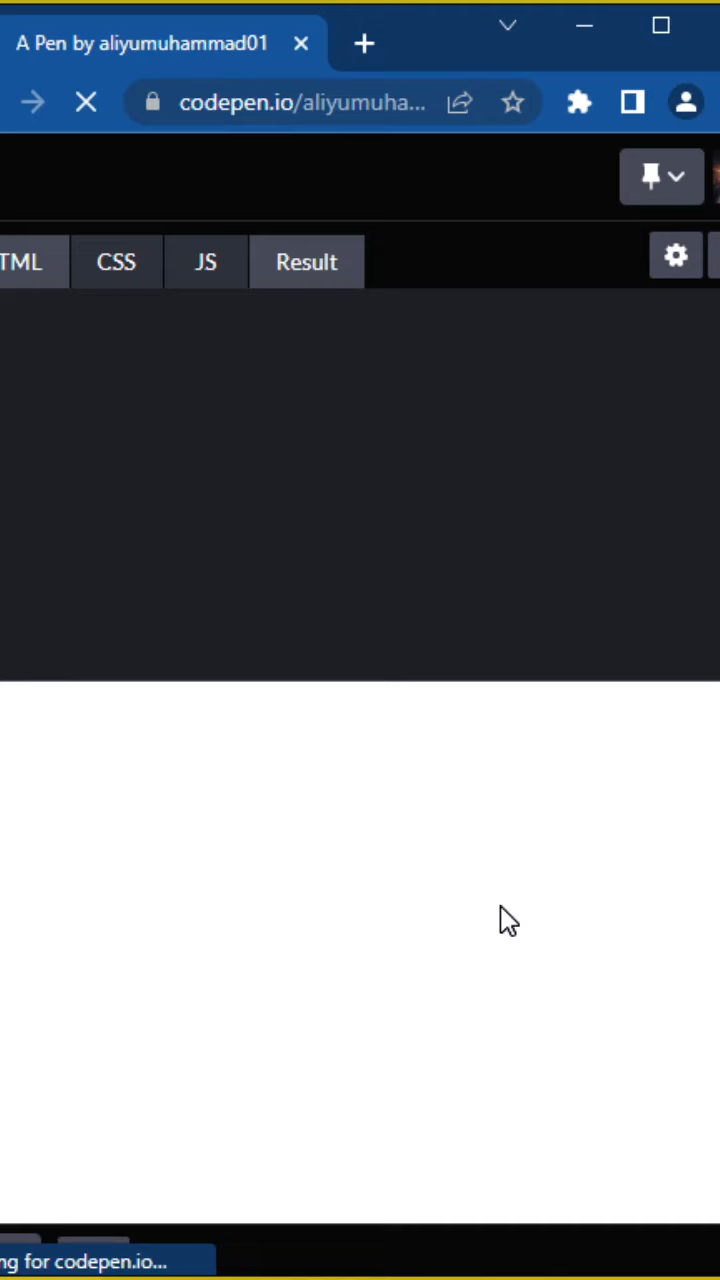 A Pen by aliyumuhammad01
codepen.io/aliyumuha...
TML
CSS
JS
Result
ng for codepen.io...